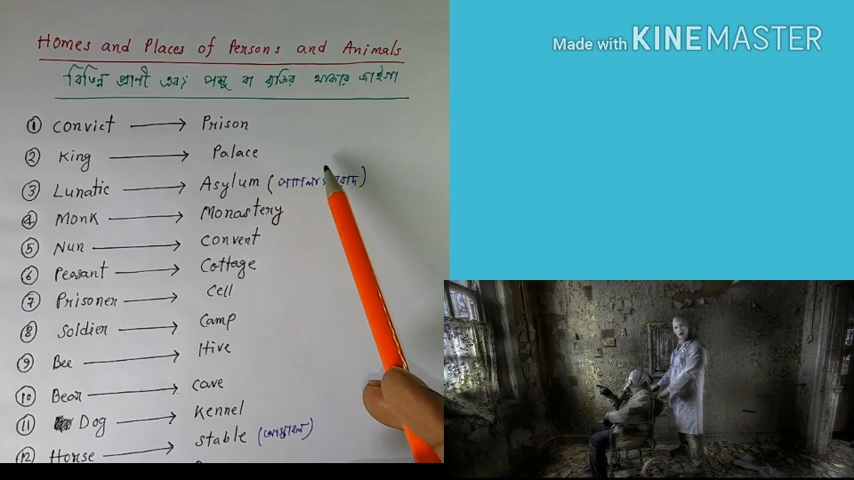 Homes and Places of Persons and Animals
বিভিন্ন প্রাণী এবং পশু বা ব্যক্তির থাকার জাইগা
① Convict → Prison
② King → Palace
③ Lunatic → Asylum
④ Monk → Monastery
⑤ Nun → Convent
⑥ Peasant → Cottage
⑦ Prisoner → Cell
⑧ Soldier → Camp
⑨ Bee → Hive
⑩ Bear → cave
⑪ Dog → Kennel
⑫ Horse → stable
Made with KINEMASTER